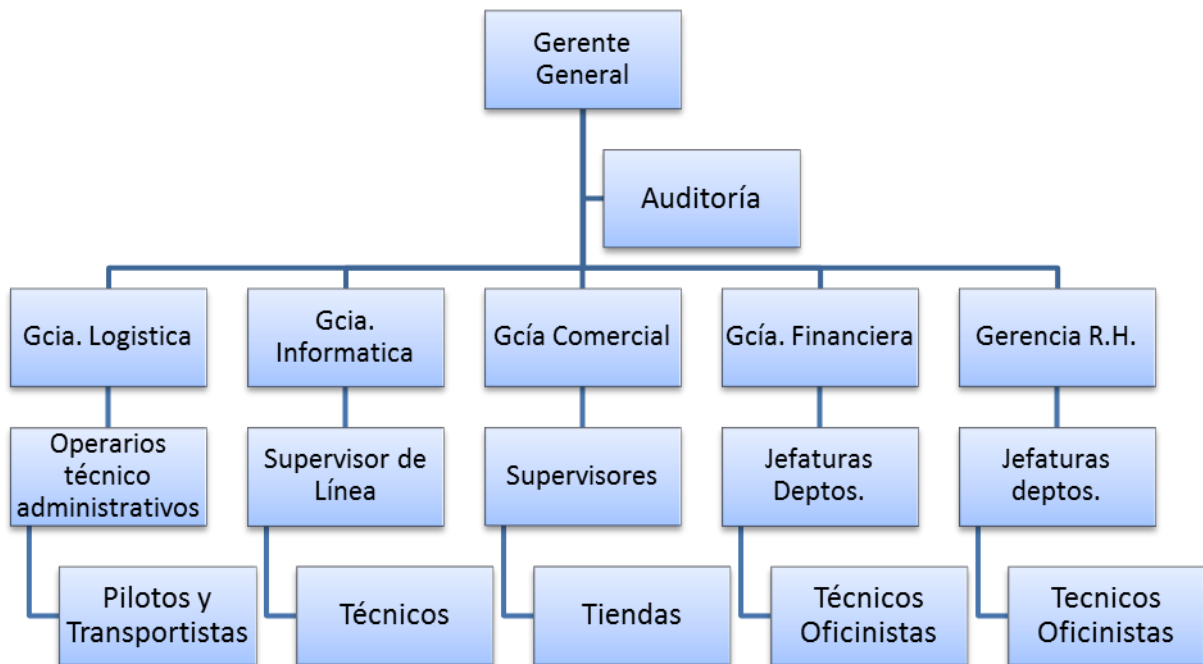 Gerente
General
Auditoría
Gcia. Logistica
Gcia.
Informatica
Gcía Comercial
Gcía. Financiera
Gerencia R.H.
Operarios
técnico
administrativos
Supervisor de
Línea
Supervisores
Jefaturas
Deptos.
Jefaturas
deptos.
Pilotos y
Transportistas
Técnicos
Tiendas
Técnicos
Oficinistas
Tecnicos
Oficinistas